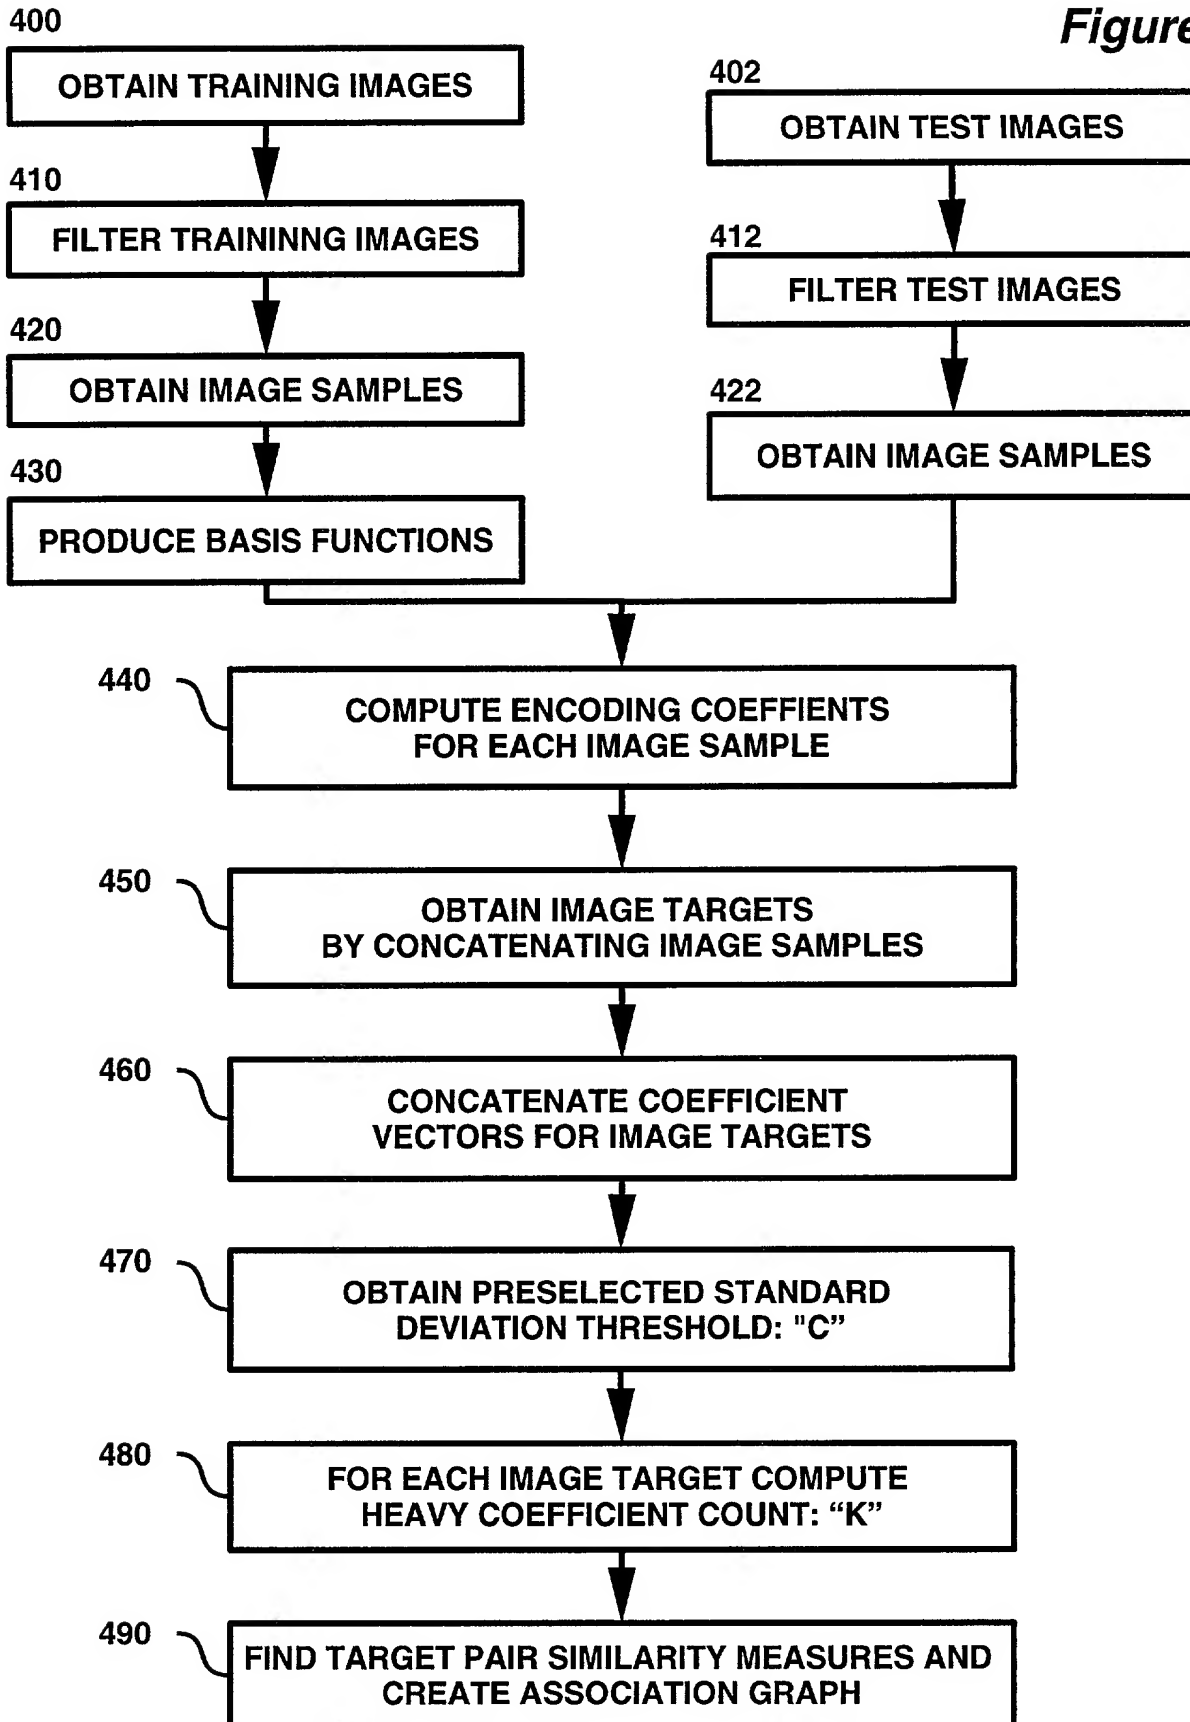 400
Figure
OBTAIN TRAINING IMAGES
402
OBTAIN TEST IMAGES
410
FILTER TRAININNG IMAGES
412
FILTER TEST IMAGES
420
OBTAIN IMAGE SAMPLES
422
OBTAIN IMAGE SAMPLES
430
PRODUCE BASIS FUNCTIONS
440
COMPUTE ENCODING COEFFIENTS
FOR EACH IMAGE SAMPLE
450
OBTAIN IMAGE TARGETS
BY CONCATENATING IMAGE SAMPLES
460
CONCATENATE COEFFICIENT
VECTORS FOR IMAGE TARGETS
470
OBTAIN PRESELECTED STANDARD
DEVIATION THRESHOLD: "C”
480
FOR EACH IMAGE TARGET COMPUTE
HEAVY COEFFICIENT COUNT: “K”
490
FIND TARGET PAIR SIMILARITY MEASURES AND
CREATE ASSOCIATION GRAPH